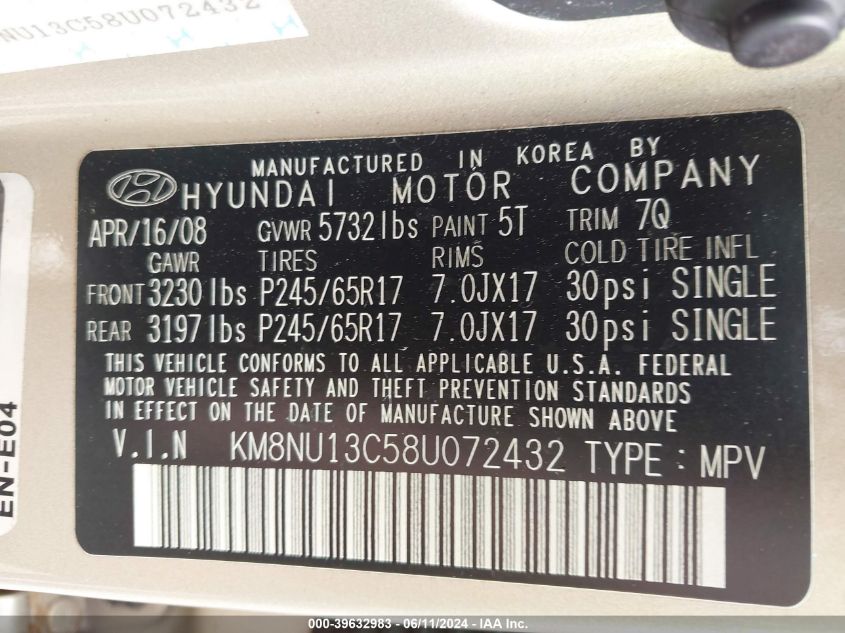 NU13C58U072432
MANUFACTURED IN KOREA BY
HYUNDAI MOTOR COMPANY
APR/16/08 GVWR 5732lbs PAINT 5T TRIM 7Q
GAWR TIRES RIMS COLD TIRE INFL
FRONT 3230lbs P245/65R17 7.0JX17 30psi SINGLE
REAR 3197lbs P245/65R17 7.0JX17 30psi SINGLE
THIS VEHICLE CONFORMS TO ALL APPLICABLE U.S.A. FEDERAL
MOTOR VEHICLE SAFETY AND THEFT PREVENTION STANDARDS
IN EFFECT ON THE DATE OF MANUFACTURE SHOWN ABOVE
V.I.N KM8NU13C58U072432 TYPE : MPV
EN-E04
000-39632983 - 06/11/2024 - IAA Inc.